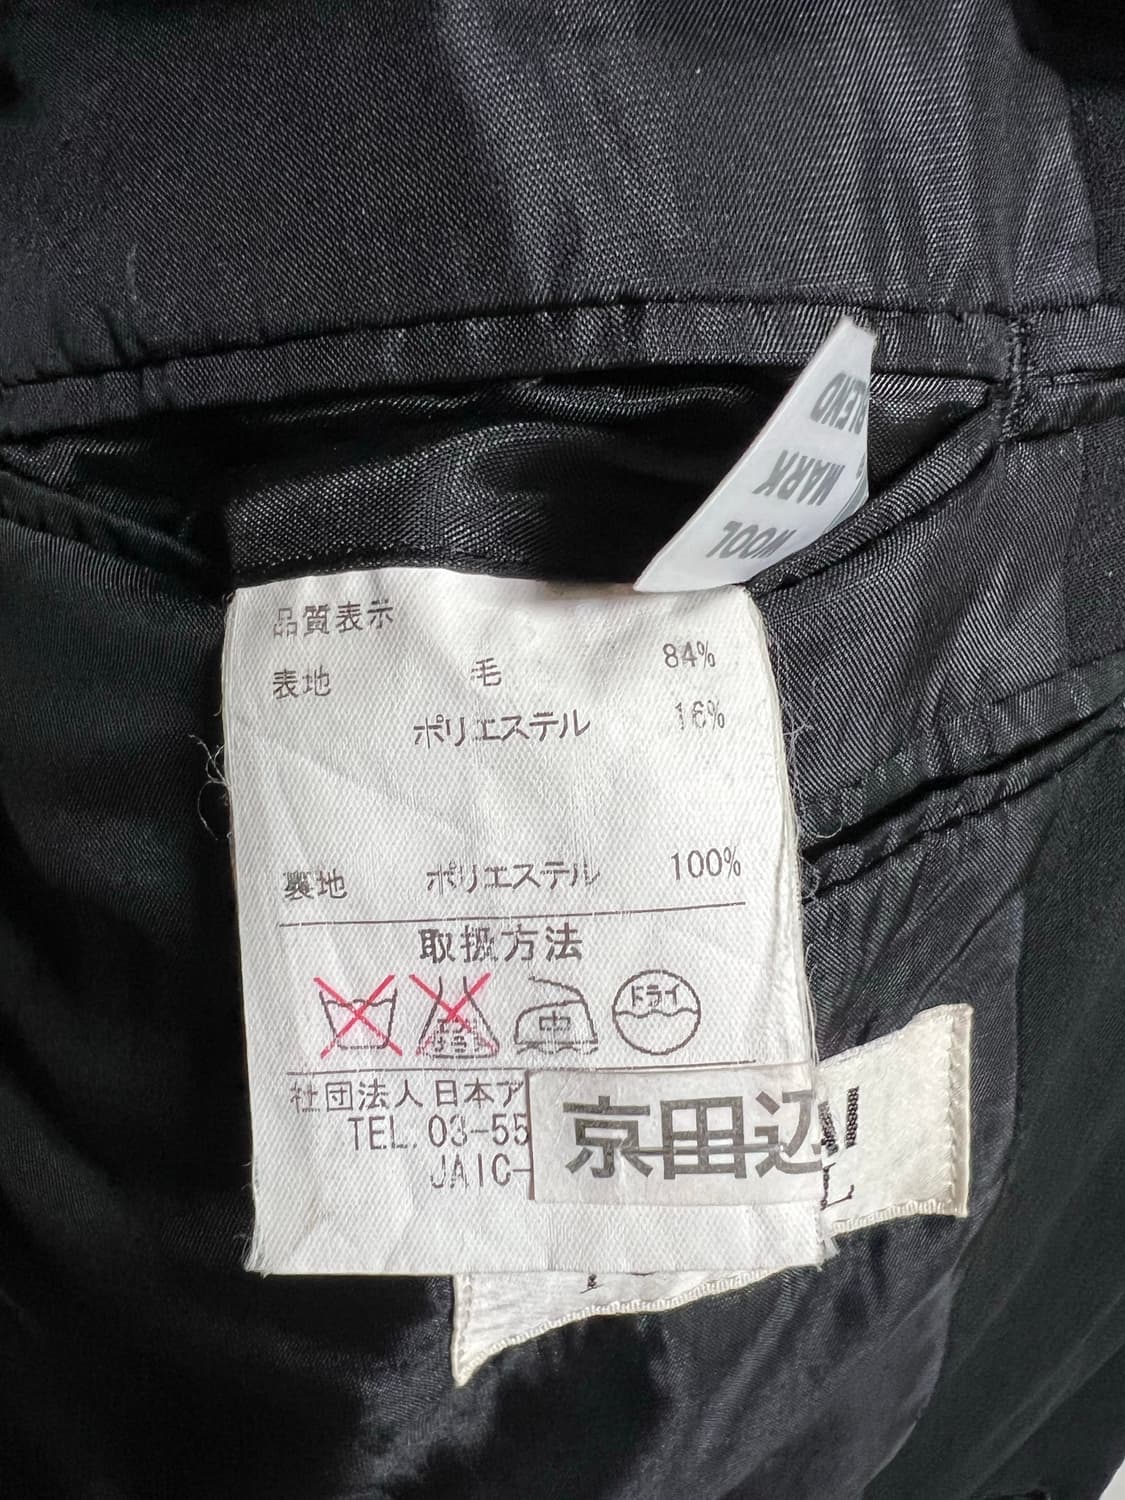 WOOL
MARK
BLEND
品質表示
表地 毛 84%
ポリエステル 16%
裏地 ポリエステル 100%
取扱方法
中 ドライ
社団法人 日本ア
TEL. 03-55
JAIC-
京田辺